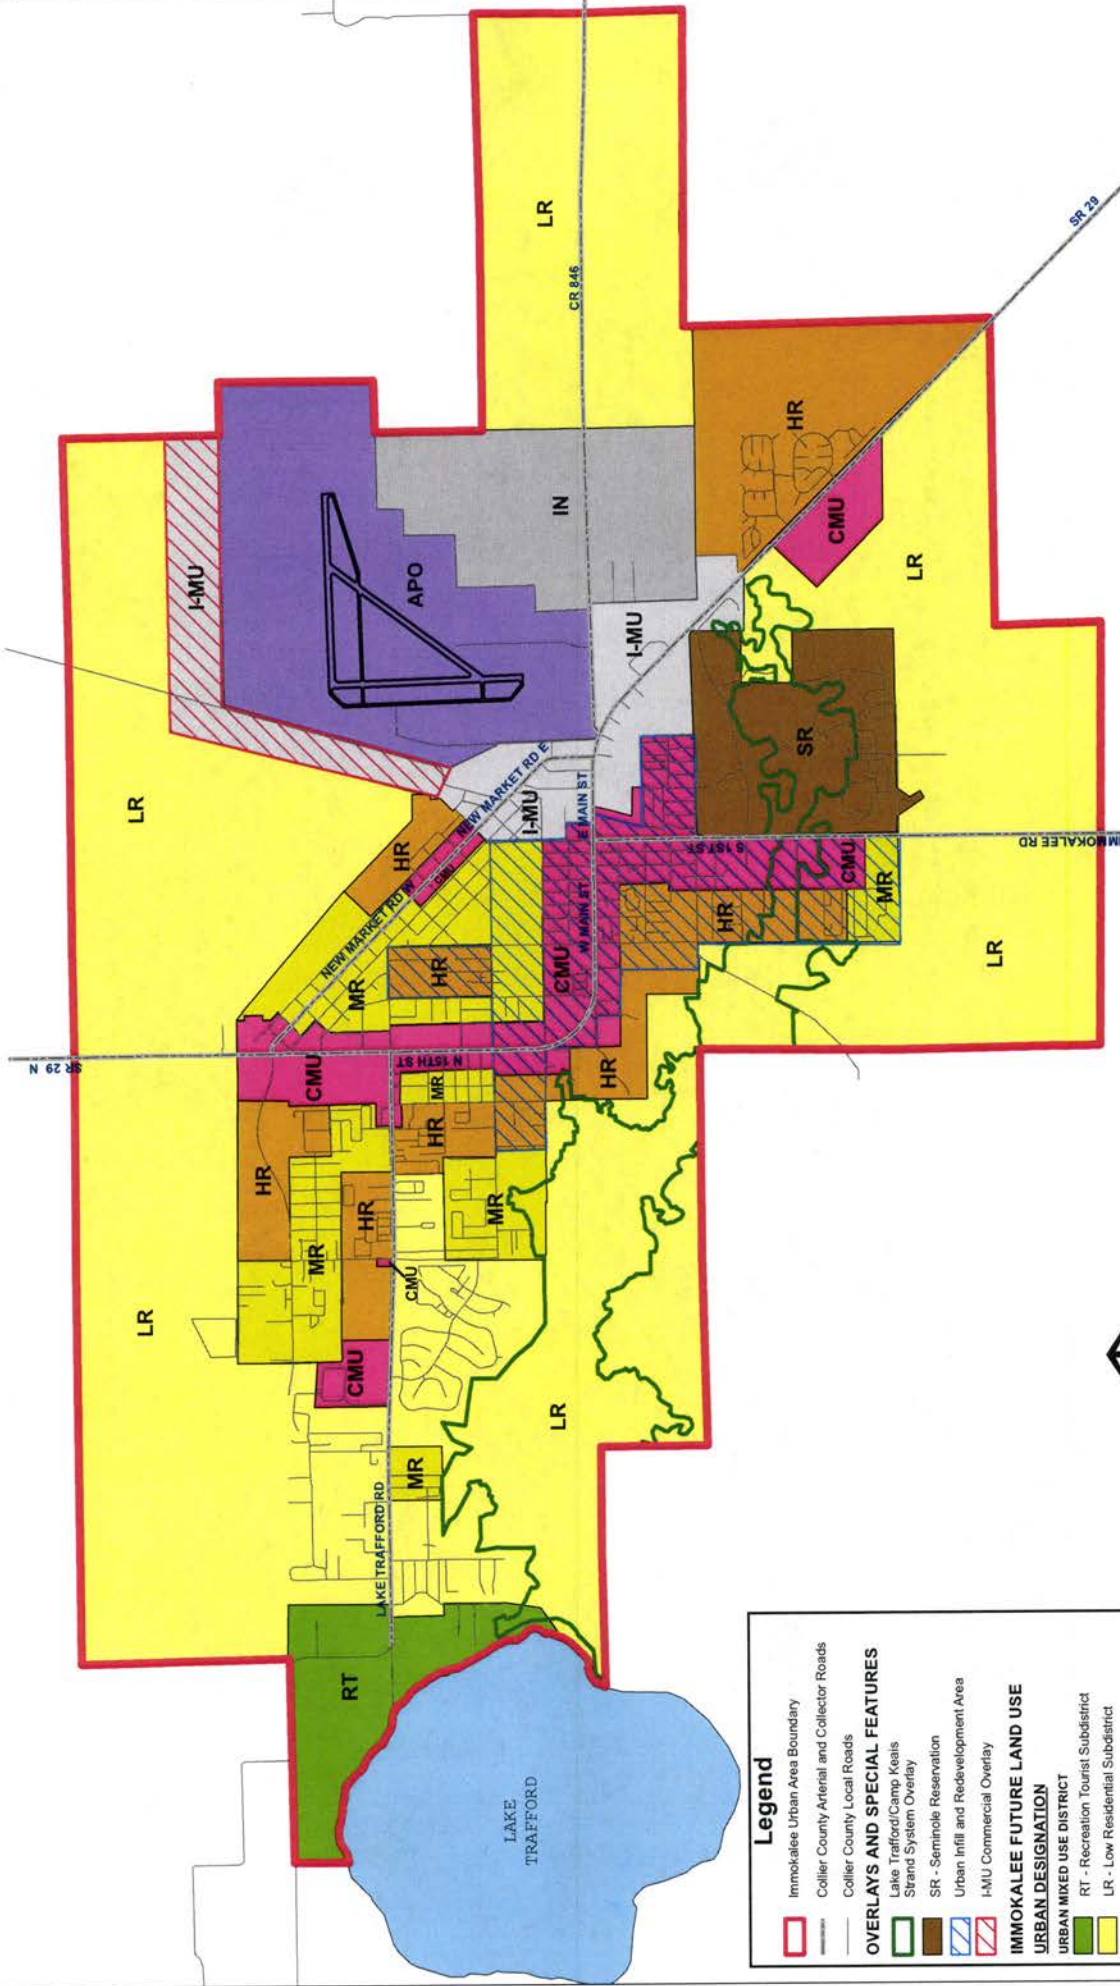 LR
LR
LR
LR
LR
LR
LR
I-MU
I-MU
I-MU
APO
IN
HR
CMU
SR
CMU
MR
HR
HR
CMU
HR
CMU
MR
HR
CMU
MR
HR
MR
HR
HR
MR
CMU
CMU
MR
RT
CR 846
SR 29
SR 29 N
NEW MARKET RD E
NEW MARKET RD W
E MAIN ST
W MAIN ST
S 1ST ST
N 15TH ST
MMOKALEE RD
LAKE TRAFFORD RD
LAKE
TRAFFORD
Legend
Immokalee Urban Area Boundary
Collier County Arterial and Collector Roads
Collier County Local Roads
OVERLAYS AND SPECIAL FEATURES
Lake Trafford/Camp Keais
Strand System Overlay
SR - Seminole Reservation
Urban Infill and Redevelopment Area
I-MU Commercial Overlay
IMMOKALEE FUTURE LAND USE
URBAN DESIGNATION
URBAN MIXED USE DISTRICT
RT - Recreation Tourist Subdistrict
LR - Low Residential Subdistrict